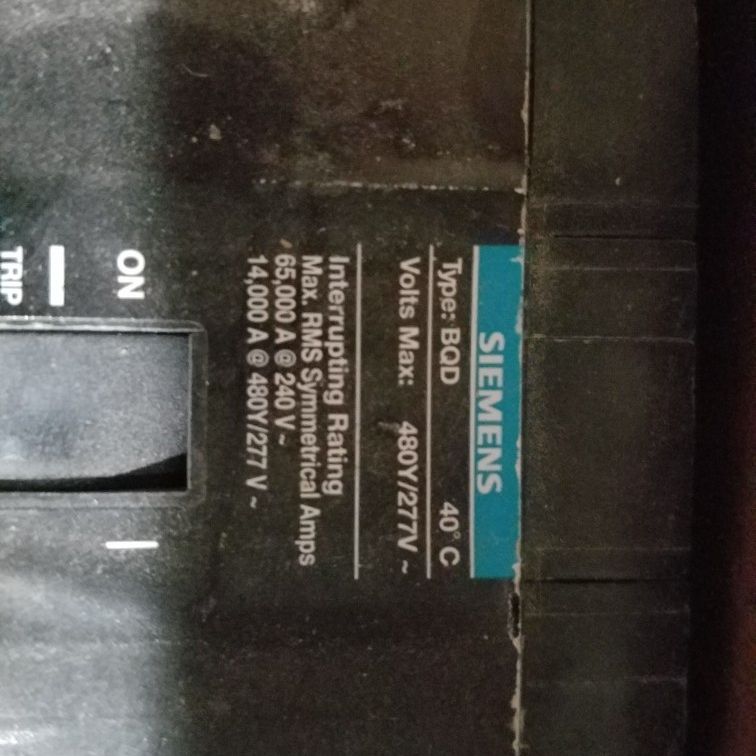 SIEMENS
Type: BQD 40° C
Volts Max: 480Y/277V ~
Interrupting Rating
Max. RMS Symmetrical Amps
65,000 A @ 240 V ~
14,000 A @ 480Y/277 V ~
ON
TRIP